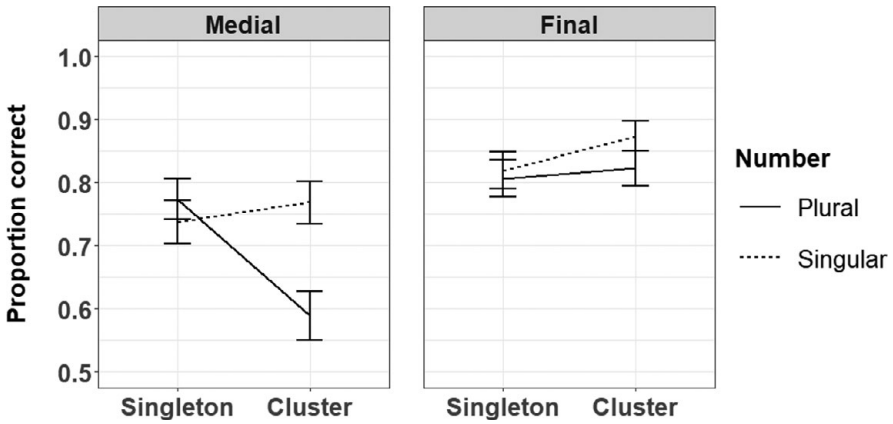 Medial
Final
Proportion correct
1.0
0.9
0.8
0.7
0.6
0.5
Singleton Cluster
Singleton Cluster
Number
Plural
Singular